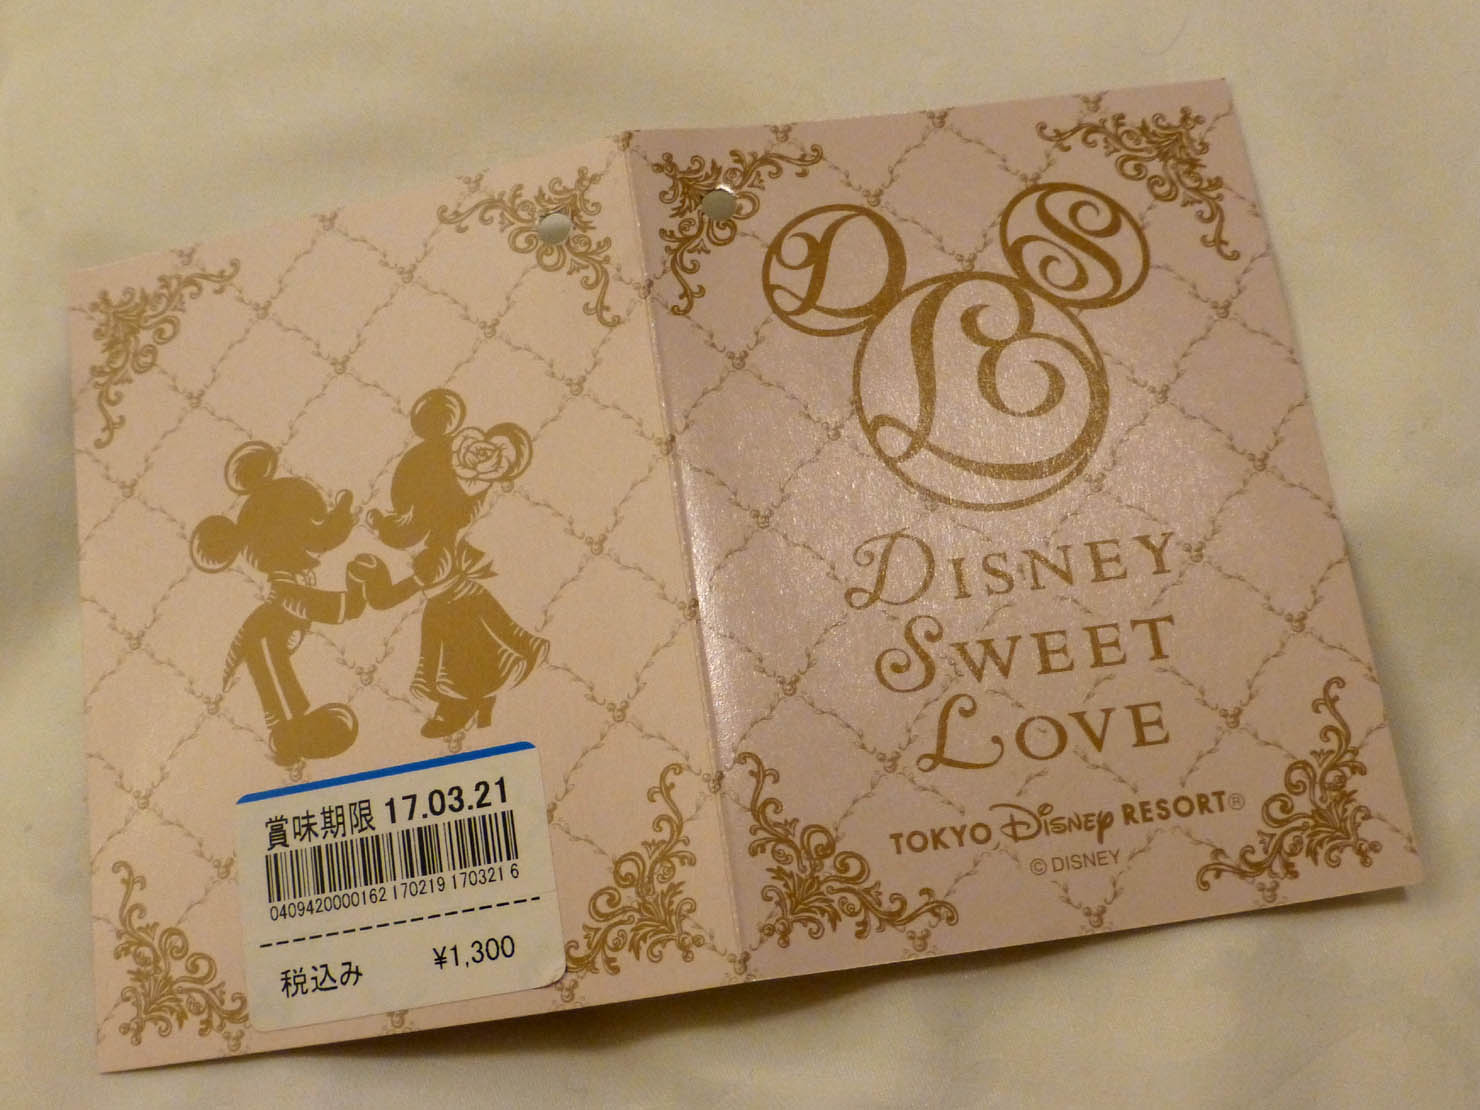 D S
L
DISNEY
SWEET
LOVE
TOKYO DISNEY RESORT®
© DISNEY
賞味期限 17.03.21
0409420000162 170219 170321 6
税込み ¥1,300